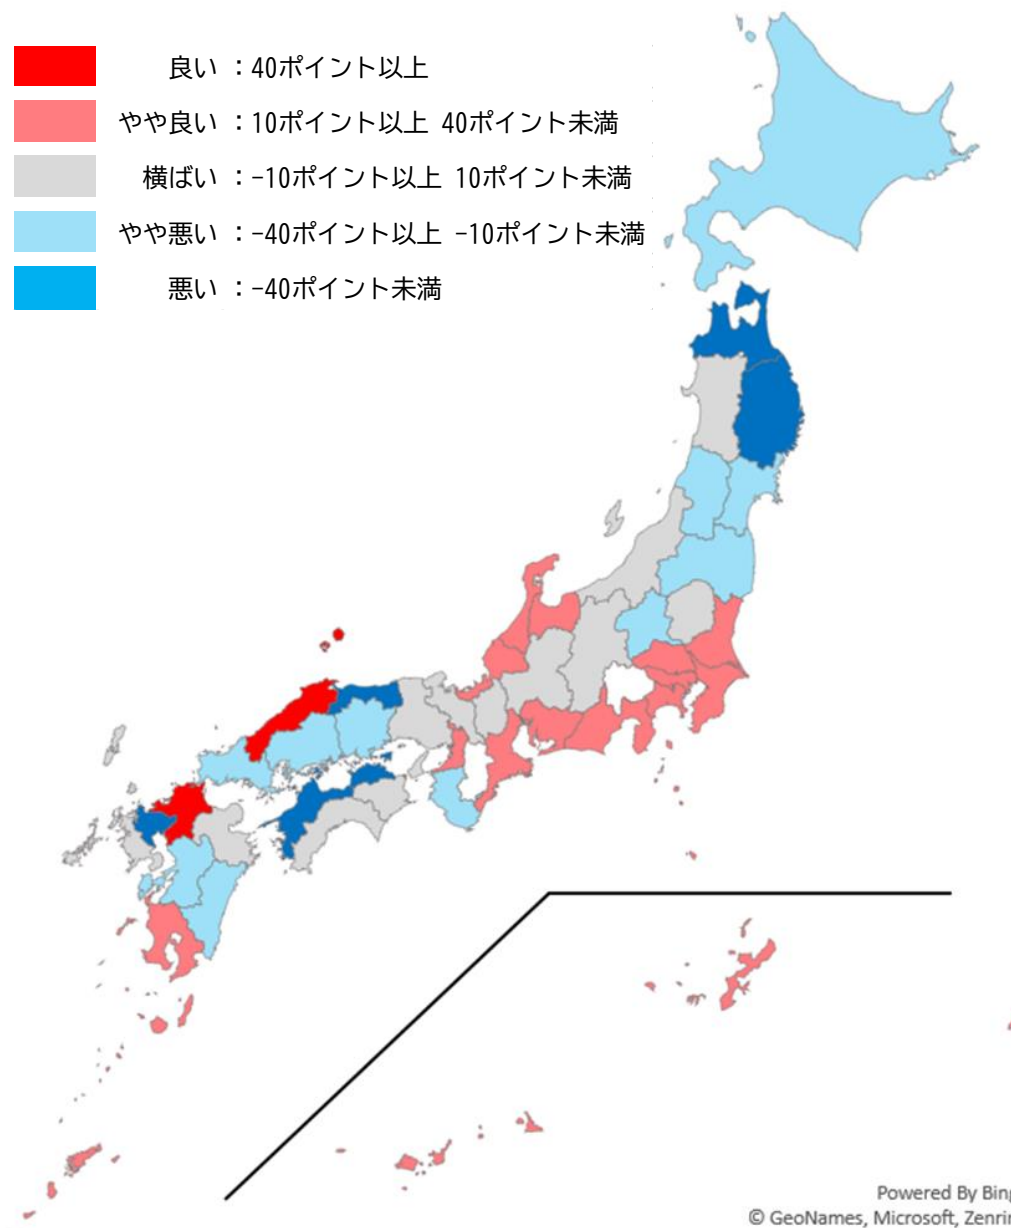 良い ：40ポイント以上
やや良い ：10ポイント以上 40ポイント未満
横ばい ：-10ポイント以上 10ポイント未満
やや悪い ：-40ポイント以上 -10ポイント未満
悪い ：-40ポイント未満
Powered By Bing
© GeoNames, Microsoft, Zenrin